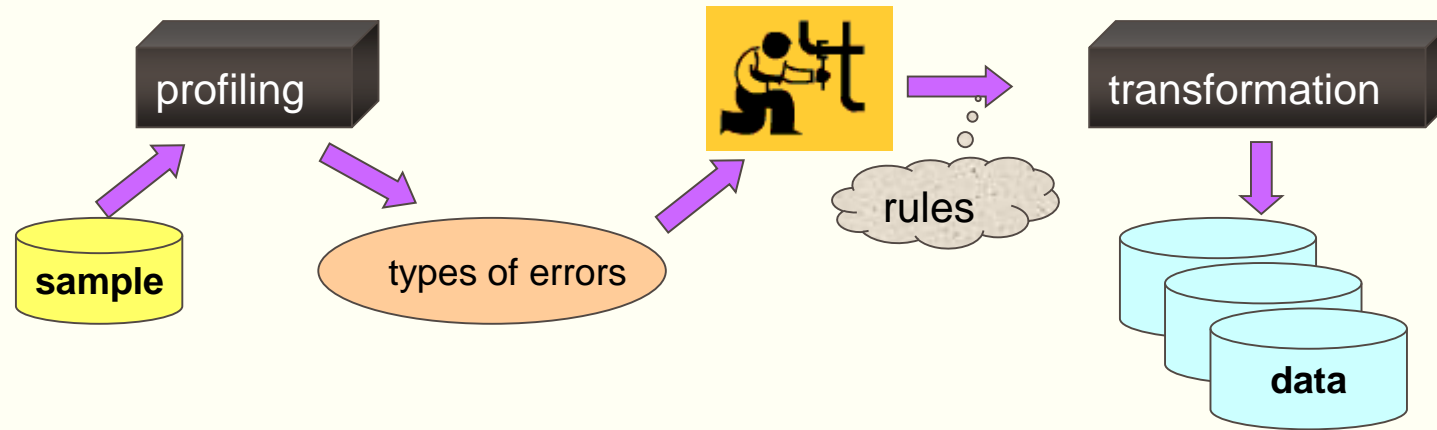 profiling
transformation
rules
sample
types of errors
data